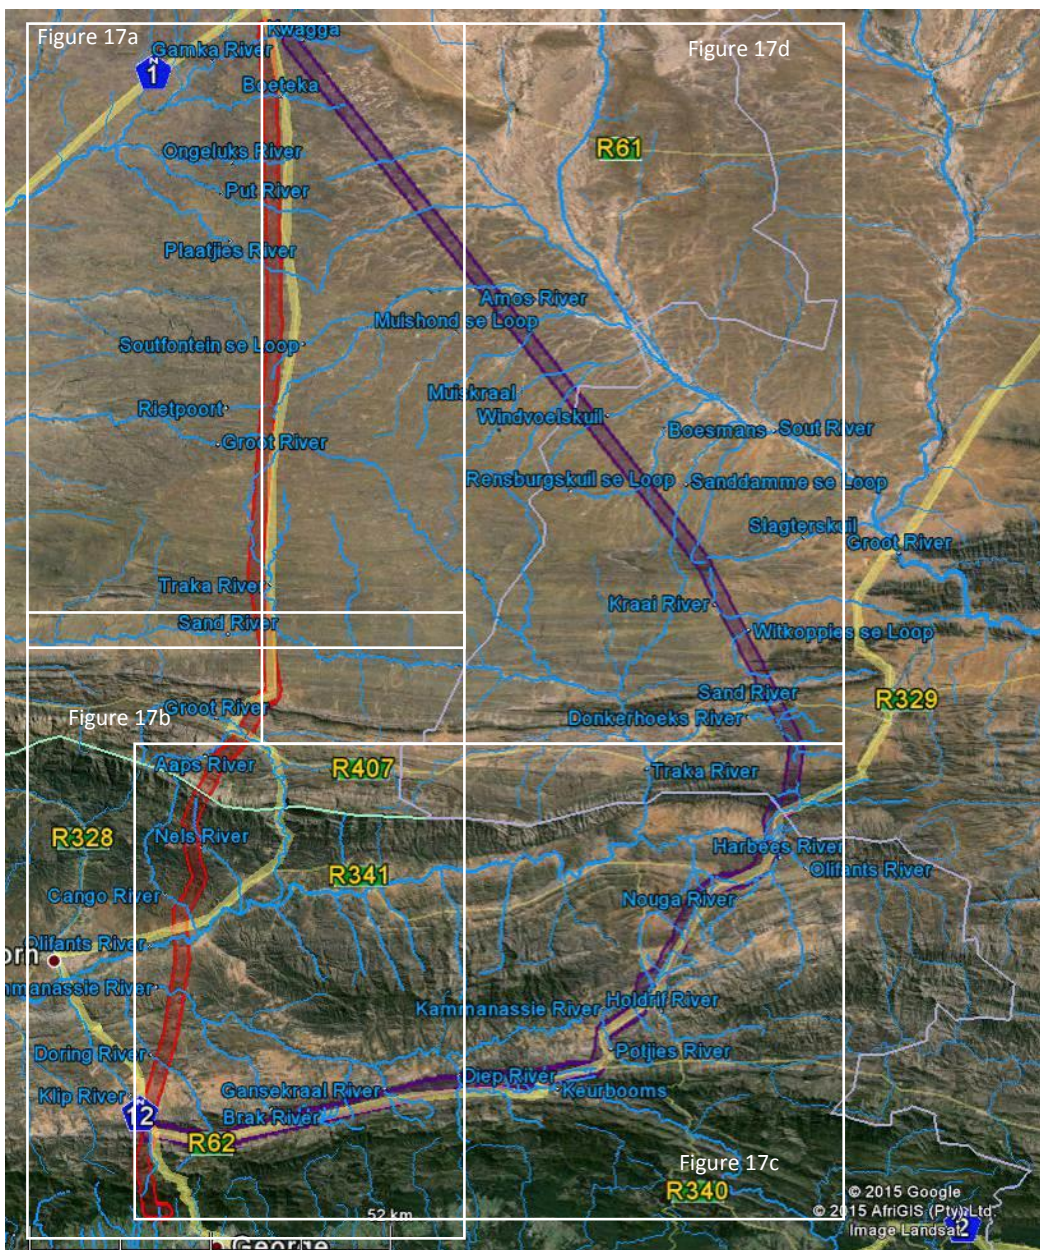 Kwagga
Figure 17a
Gamka River
Figure 17d
1
Boeteka
R61
Ongeluks River
Put River
Plaatjies River
Amos River
Muishond se Loop
Soutfontein se Loop
Muiskraal
Rietpoort
Windvoelskuil
Boesmans
Sout River
Groot River
Rensburgskuil se Loop
Sanddamme se Loop
Slagterskuil
Groot River
Traka River
Kraai River
Sand River
Witkoppies se Loop
Sand River
R329
Groot River
Figure 17b
Donkerhoeks River
Aaps River
R407
Traka River
R328
Nels River
Harbees River
R341
Olifants River
Cango River
Nouga River
Olifants River
orn
mmanassie River
Kammanassie River
Holdrif River
Doring River
Potjies River
Diep River
Klip River
Gansekraal River
Keurbooms
12
Brak River
R62
Figure 17c
R340
© 2015 Google
© 2015 AfriGIS (Pty) Ltd.
Image Landsat
2
52 km
George